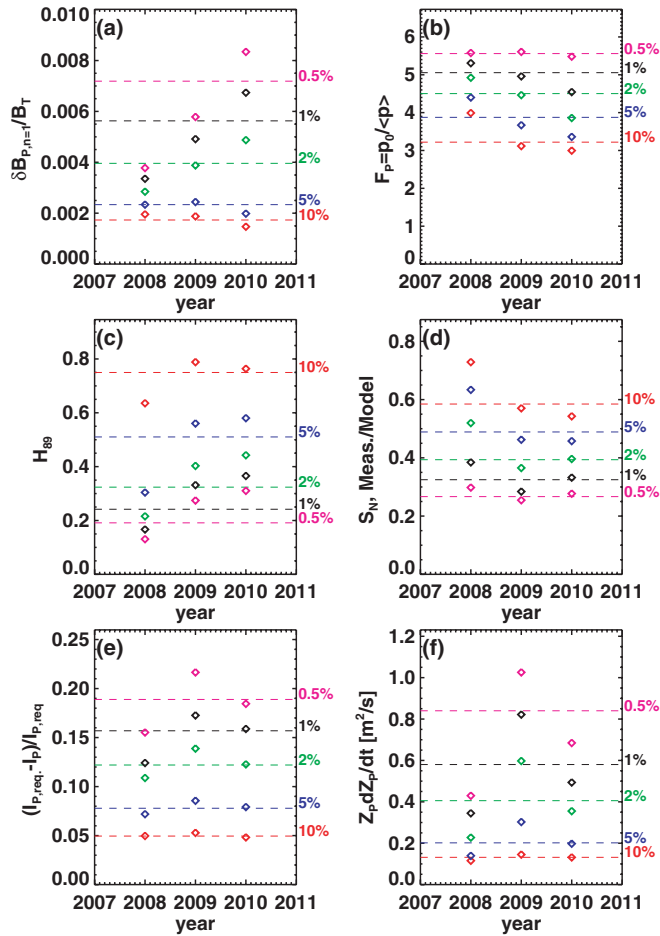 (a)
0.010
0.008
0.006
0.004
0.002
0.000
δB_P,n=1/B_T
0.5%
1%
2%
5%
10%
2007 2008 2009 2010 2011
year
(b)
6
5
4
3
2
1
0
F_P=p_0/<p>
0.5%
1%
2%
5%
10%
2007 2008 2009 2010 2011
year
(c)
0.8
0.6
0.4
0.2
0.0
H_89
10%
5%
2%
1%
0.5%
2007 2008 2009 2010 2011
year
(d)
0.8
0.6
0.4
0.2
0.0
S_N, Meas./Model
10%
5%
2%
1%
0.5%
2007 2008 2009 2010 2011
year
(e)
0.25
0.20
0.15
0.10
0.05
0.00
(I_P,req.-I_P)/I_P,req
0.5%
1%
2%
5%
10%
2007 2008 2009 2010 2011
year
(f)
1.2
1.0
0.8
0.6
0.4
0.2
0.0
Z_PdZ_P/dt [m²/s]
0.5%
1%
2%
5%
10%
2007 2008 2009 2010 2011
year